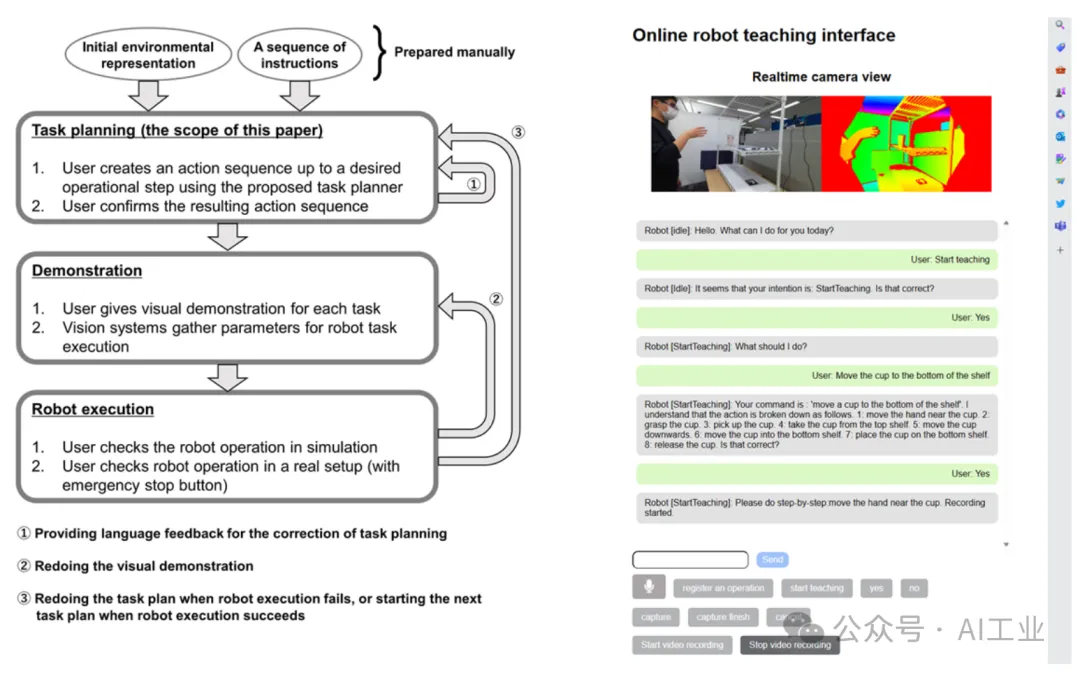 Initial environmental
representation
A sequence of
instructions
Prepared manually
Task planning (the scope of this paper)
1. User creates an action sequence up to a desired
operational step using the proposed task planner
2. User confirms the resulting action sequence
①
③
Demonstration
1. User gives visual demonstration for each task
2. Vision systems gather parameters for robot task
execution
②
Robot execution
1. User checks the robot operation in simulation
2. User checks robot operation in a real setup (with
emergency stop button)
① Providing language feedback for the correction of task planning
② Redoing the visual demonstration
③ Redoing the task plan when robot execution fails, or starting the next
task plan when robot execution succeeds
Online robot teaching interface
Realtime camera view
Robot [idle]: Hello. What can I do for you today?
User: Start teaching
Robot [Idle]: It seems that your intention is: StartTeaching. Is that correct?
User: Yes
Robot [StartTeaching]: What should I do?
User: Move the cup to the bottom of the shelf
Robot [StartTeaching]: Your command is : 'move a cup to the bottom of the shelf'. I
understand that the action is broken down as follows. 1: move the hand near the cup. 2:
grasp the cup. 3: pick up the cup. 4: take the cup from the top shelf. 5: move the cup
downwards. 6: move the cup into the bottom shelf. 7: place the cup on the bottom shelf.
8: release the cup. Is that correct?
User: Yes
Robot [StartTeaching]: Please do step-by-step:move the hand near the cup. Recording
started.
Send
register an operation
start teaching
yes
no
capture
capture finish
Start video recording
Stop video recording
公众号 · AI工业